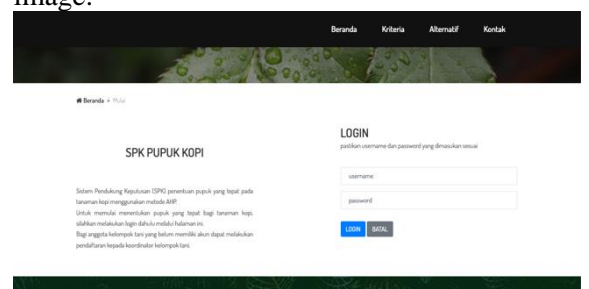 image.
Beranda Kriteria Alternatif Kontak
Beranda
Mulai
SPK PUPUK KOPI
Sistem Pendukung Keputusan (SPK) penentuan pupuk yang tepat pada
tanaman kopi menggunakan metode AHP.
Untuk memulai menentukan pupuk yang tepat bagi tanaman kopi,
silahkan melakukan login dahulu melalui halaman ini.
Bagi anggota kelompok tani yang belum memiliki akun dapat melakukan
pendaftaran kepada koordinator kelompok tani.
LOGIN
pastikan username dan password yang dimasukan sesuai
username
password
LOGIN BATAL